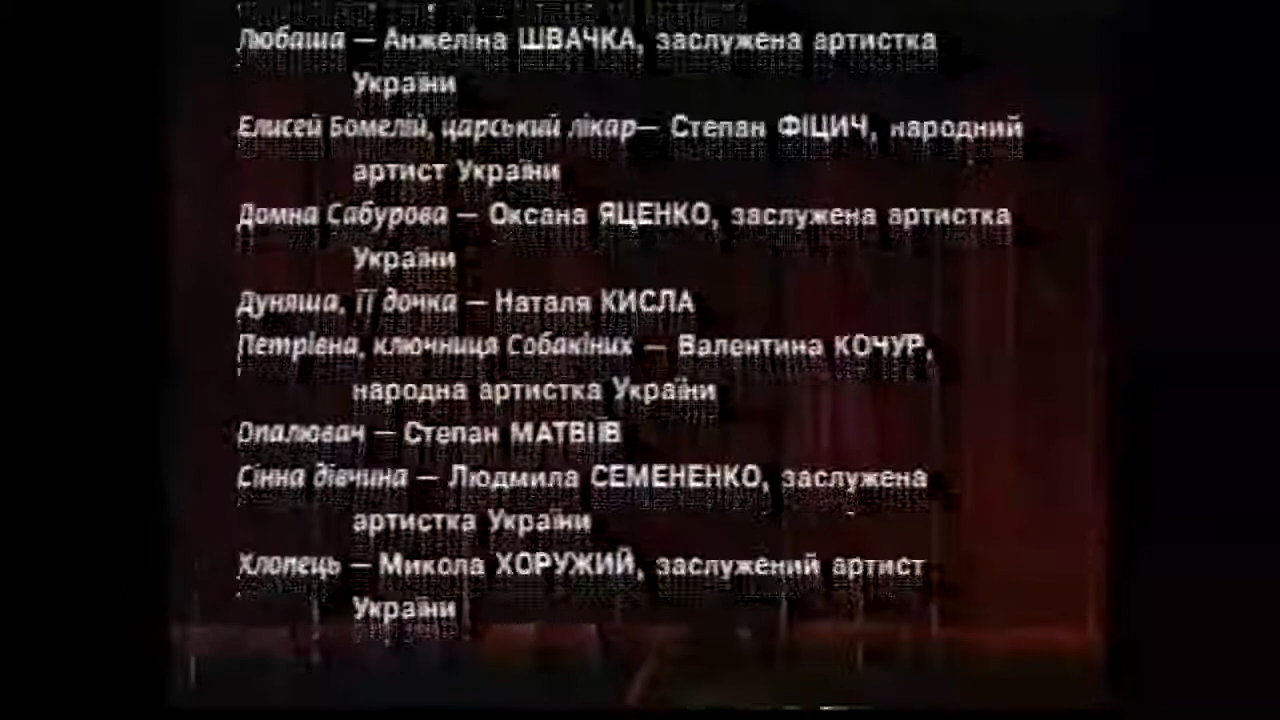 Любаша — Анжеліна ШВАЧКА, заслужена артистка
України
Елисей Бомелій, царський лікар— Степан ФІЦИЧ, народний
артист України
Домна Сабурова — Оксана ЯЦЕНКО, заслужена артистка
України
Дуняша, її дочка — Наталя КИСЛА
Петрівна, ключниця Собакіних — Валентина КОЧУР,
народна артистка України
Опалювач — Степан МАТВІЇВ
Сінна дівчина — Людмила СЕМЕНЕНКО, заслужена
артистка України
Хлопець — Микола ХОРУЖИЙ, заслужений артист
України